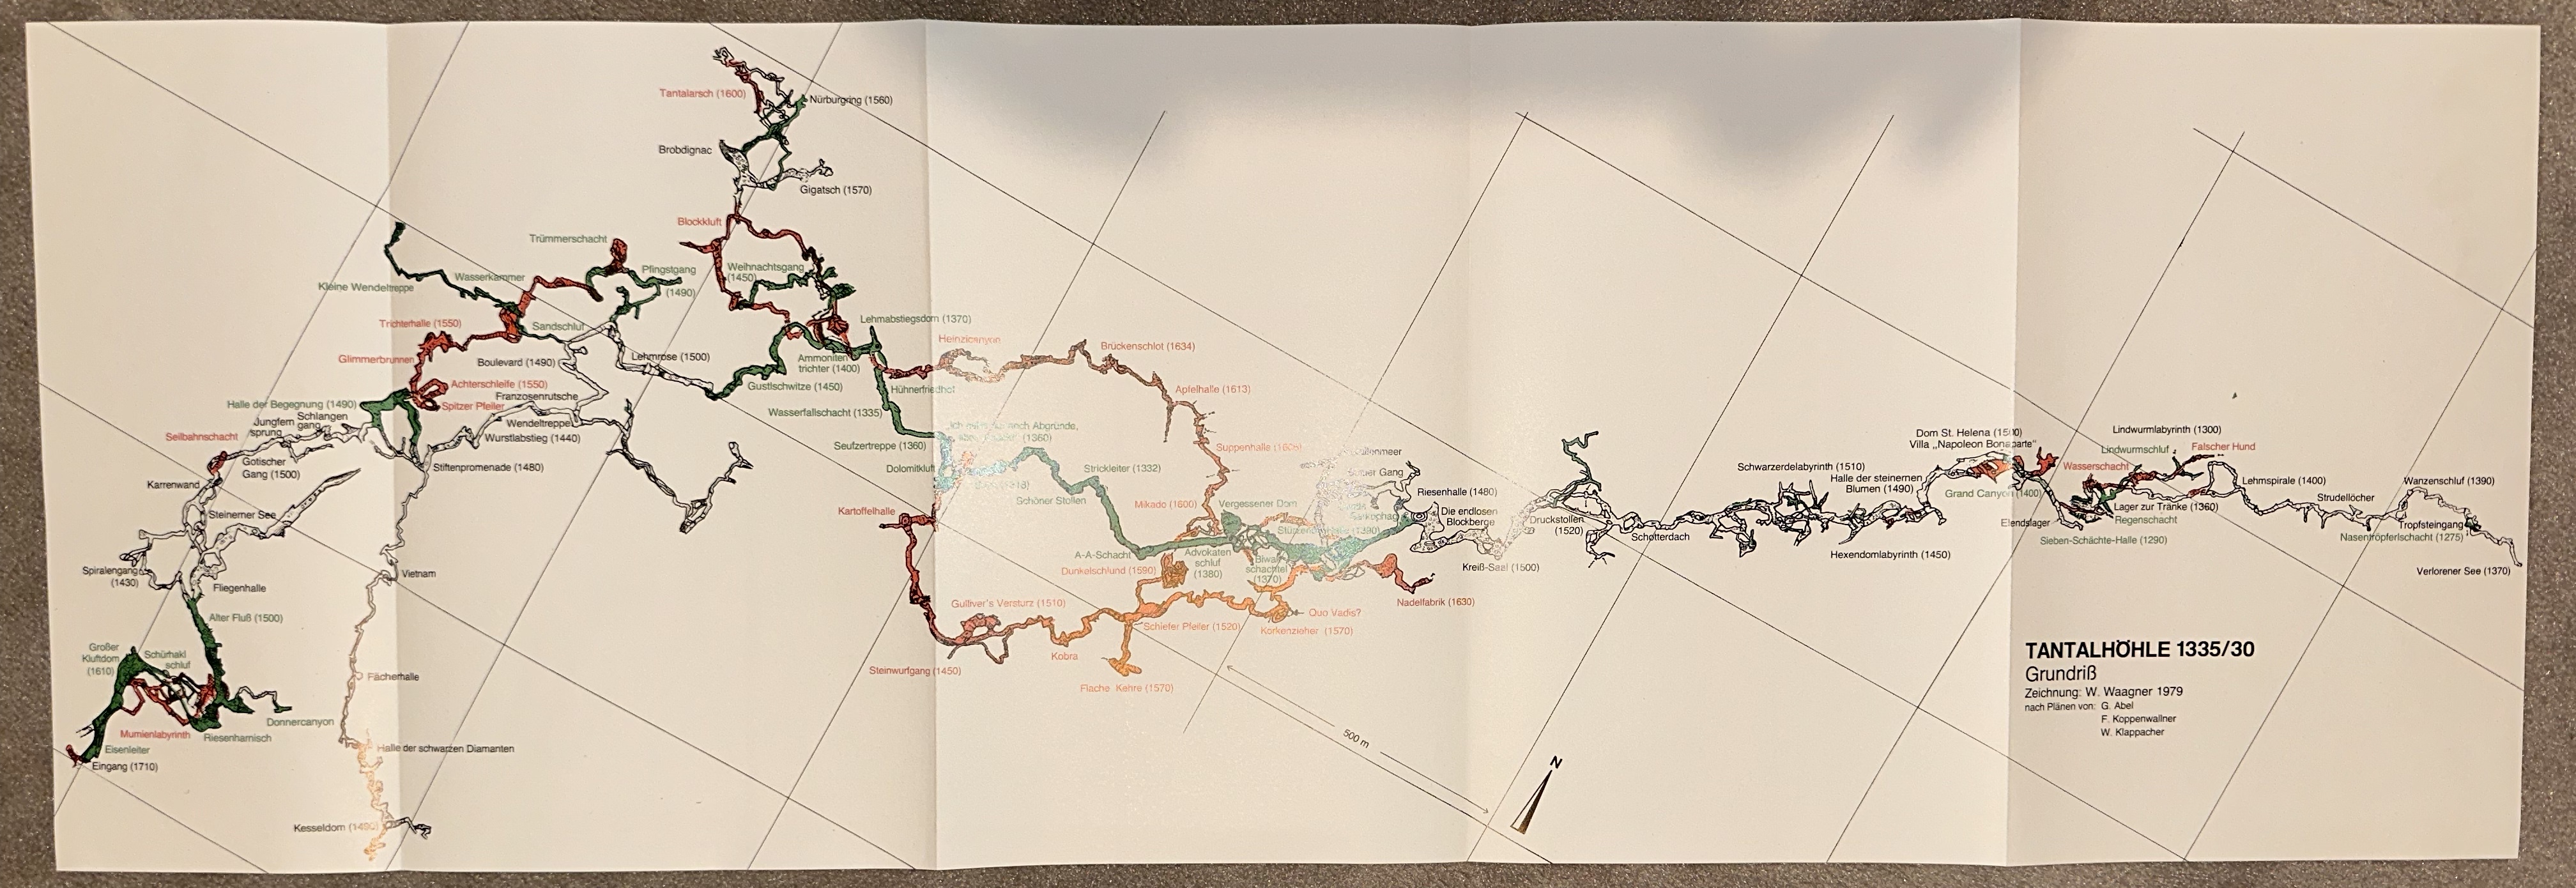 Tantalarsch (1600)
Nürburgring (1560)
Brobdignac
Gigatsch (1570)
Blockkluft
Trümmerschacht
Weihnachtsgang
(1450)
Pfingstgang
(1490)
Wasserkammer
Kleine Wendeltreppe
Trichterhalle (1550)
Sandschluf
Glimmerbrunnen
Boulevard (1490)
Lehmrose (1500)
Achterschleife (1550)
Spitzer Pfeiler
Franzosenrutsche
Halle der Begegnung (1490)
Schlangen
gang
Jungfern
sprung
Wendeltreppe
Wurstlabstieg (1440)
Seilbahnschacht
Gotischer
Gang (1500)
Stiftenpromenade (1480)
Karrenwand
Steinerner See
Spiralengang
(1430)
Fliegenhalle
Vietnam
Alter Fluß (1500)
Großer
Kluftdom
(1610)
Schürhakl
schluf
Fächerhalle
Donnercanyon
Mumienlabyrinth
Riesenharnisch
Eisenleiter
Eingang (1710)
Halle der schwarzen Diamanten
Kesseldom (1490)
Lehmabstiegsdom (1370)
Ammoniten
trichter (1400)
Gustlschwitze (1450)
Hühnerfriedhof
Wasserfallschacht (1335)
Seufzertreppe (1360)
Dolomitkluft
Heinzlcanyon
Brückenschlot (1634)
Apfelhalle (1613)
noch Abgründe,
(1360)
Strickleiter (1332)
Schöner Stollen
Suppenhalle (1605)
Mikado (1600)
Vergessener Dom
Kartoffelhalle
A-A-Schacht
Dunkelschlund (1590)
Advokaten
schluf
(1380)
Biwak
schachtel
(1370)
Gulliver's Versturz (1510)
Schiefer Pfeiler (1520)
Quo Vadis?
Korkenzieher (1570)
Kobra
Steinwurfgang (1450)
Flache Kehre (1570)
Nadelfabrik (1630)
Gang
Riesenhalle (1480)
Die endlosen
Blockberge
Kreiß-Saal (1500)
Druckstollen
(1520)
Schotterdach
Schwarzerdelabyrinth (1510)
Halle der steinernen
Blumen (1490)
Hexendomlabyrinth (1450)
Dom St. Helena (1500)
Villa „Napoleon Bonaparte"
Grand Canyon (1400)
Elendslager
Wasserschacht
Lindwurmlabyrinth (1300)
Lindwurmschluf
Falscher Hund
Lager zur Tränke (1360)
Regenschacht
Sieben-Schächte-Halle (1290)
Lehmspirale (1400)
Strudellöcher
Wanzenschluf (1390)
Tropfsteingang
Nasentröpferlschacht (1275)
Verlorener See (1370)
500 m
N
TANTALHÖHLE 1335/30
Grundriß
Zeichnung: W. Waagner 1979
nach Plänen von: G. Abel
F. Koppenwallner
W. Klappacher